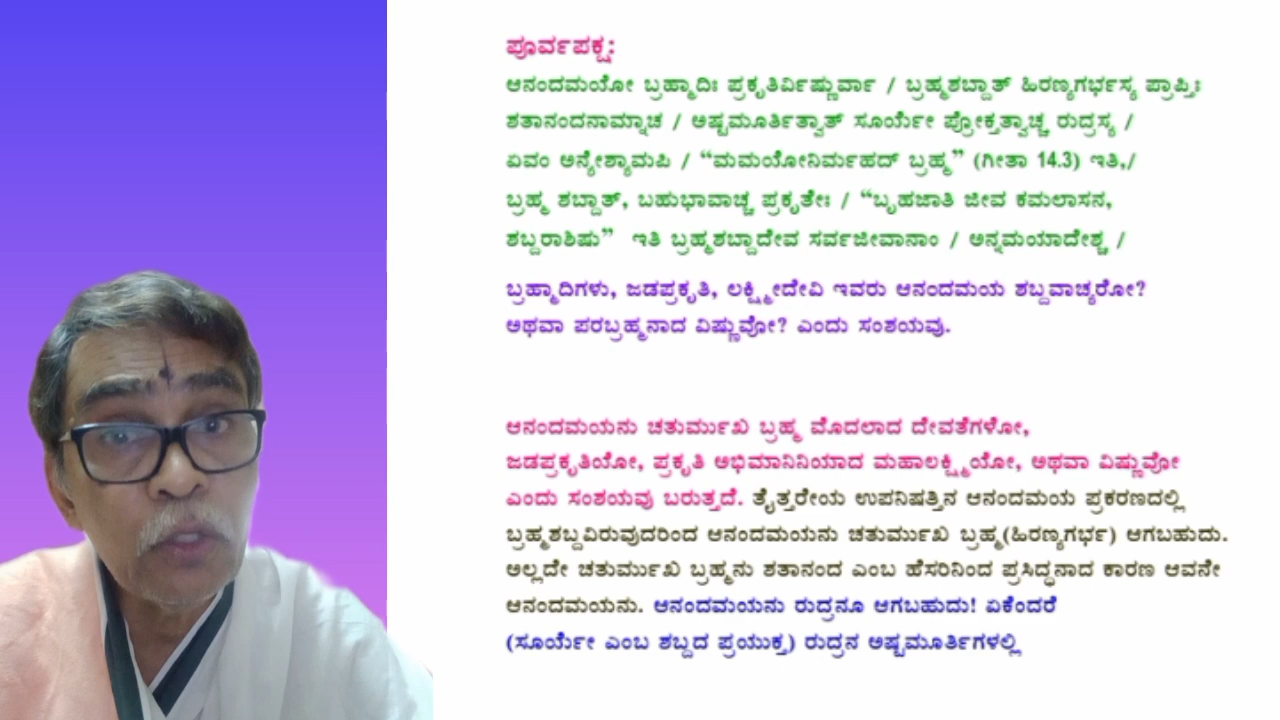 ಪೂರ್ವಪಕ್ಷ:
ಆನಂದಮಯೋ ಬ್ರಹ್ಮಾದಿಃ ಪ್ರಕೃತಿರ್ವಿಷ್ಣುರ್ವಾ / ಬ್ರಹ್ಮಶಬ್ದಾತ್ ಹಿರಣ್ಯಗರ್ಭಸ್ಯ ಪ್ರಾಪ್ತಿಃ
ಶತಾನಂದನಾಮ್ನಾಚ / ಅಷ್ಟಮೂರ್ತಿತ್ವಾತ್ ಸೂರ್ಯೇ ಪ್ರೋಕ್ತತ್ವಾಚ್ಚ ರುದ್ರಸ್ಯ /
ಏವಂ ಅನ್ಯೇಶ್ಯಾಮಪಿ / “ಮಮಯೋನಿರ್ಮಹದ್ ಬ್ರಹ್ಮ” (ಗೀತಾ 14.3) ಇತಿ,/
ಬ್ರಹ್ಮ ಶಬ್ದಾತ್, ಬಹುಭಾವಾಚ್ಚ ಪ್ರಕೃತೇಃ / “ಬೃಹಜಾತಿ ಜೀವ ಕಮಲಾಸನ,
ಶಬ್ದರಾಶಿಷು” ಇತಿ ಬ್ರಹ್ಮಶಬ್ದಾದೇವ ಸರ್ವಜೀವಾನಾಂ / ಅನ್ನಮಯಾದೇಶ್ಚ /
ಬ್ರಹ್ಮಾದಿಗಳು, ಜಡಪ್ರಕೃತಿ, ಲಕ್ಷ್ಮೀದೇವಿ ಇವರು ಆನಂದಮಯ ಶಬ್ದವಾಚ್ಯರೋ?
ಅಥವಾ ಪರಬ್ರಹ್ಮನಾದ ವಿಷ್ಣುವೋ? ಎಂದು ಸಂಶಯವು.
ಆನಂದಮಯನು ಚತುರ್ಮುಖ ಬ್ರಹ್ಮ ಮೊದಲಾದ ದೇವತೆಗಳೋ,
ಜಡಪ್ರಕೃತಿಯೋ, ಪ್ರಕೃತಿ ಅಭಿಮಾನಿನಿಯಾದ ಮಹಾಲಕ್ಷ್ಮಿಯೋ, ಅಥವಾ ವಿಷ್ಣುವೋ
ಎಂದು ಸಂಶಯವು ಬರುತ್ತದೆ. ತೈತ್ತರೇಯ ಉಪನಿಷತ್ತಿನ ಆನಂದಮಯ ಪ್ರಕರಣದಲ್ಲಿ
ಬ್ರಹ್ಮಶಬ್ದವಿರುವುದರಿಂದ ಆನಂದಮಯನು ಚತುರ್ಮುಖ ಬ್ರಹ್ಮ(ಹಿರಣ್ಯಗರ್ಭ) ಆಗಬಹುದು.
ಅಲ್ಲದೇ ಚತುರ್ಮುಖ ಬ್ರಹ್ಮನು ಶತಾನಂದ ಎಂಬ ಹೆಸರಿನಿಂದ ಪ್ರಸಿದ್ಧನಾದ ಕಾರಣ ಆವನೇ
ಆನಂದಮಯನು. ಆನಂದಮಯನು ರುದ್ರನೂ ಆಗಬಹುದು! ಏಕೆಂದರೆ
(ಸೂರ್ಯೇ ಎಂಬ ಶಬ್ದದ ಪ್ರಯುಕ್ತ) ರುದ್ರನ ಅಷ್ಟಮೂರ್ತಿಗಳಲ್ಲಿ